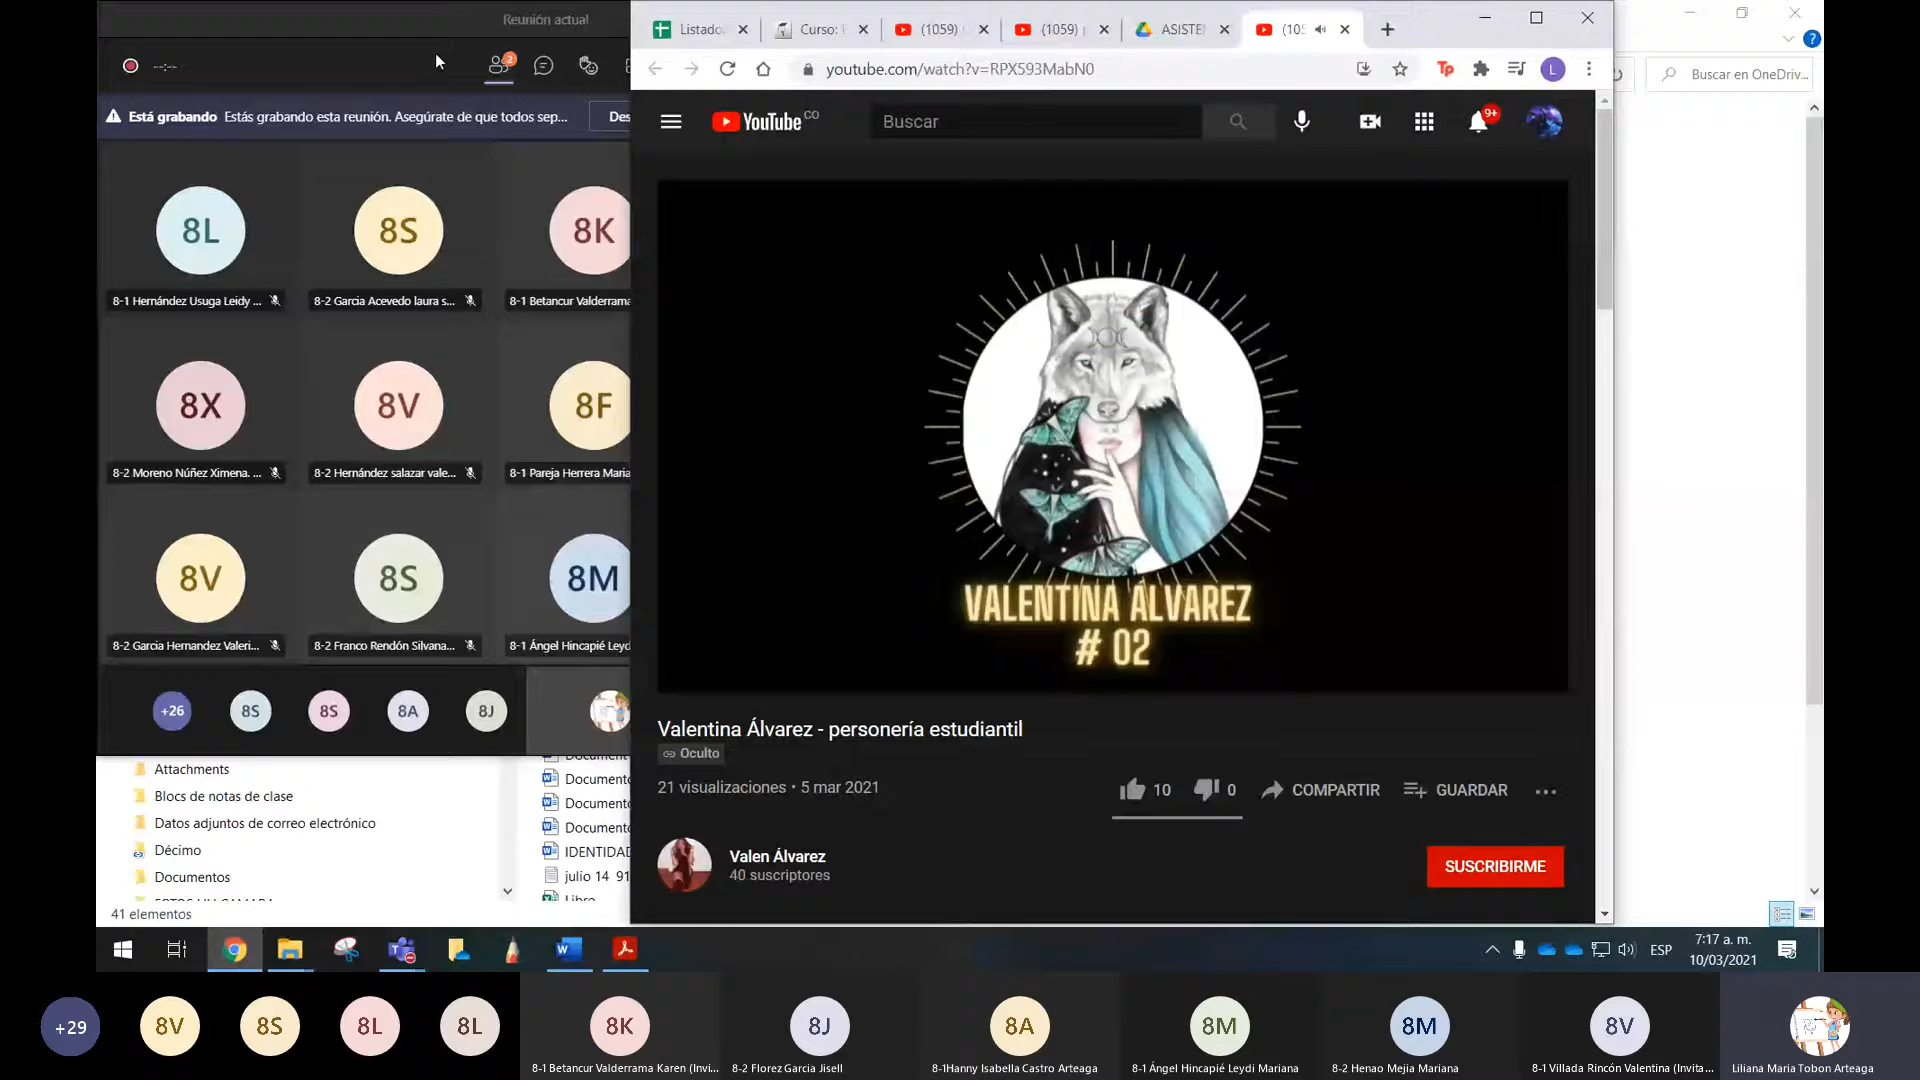 Reunión actual
--:--
2
Está grabando Estás grabando esta reunión. Asegúrate de que todos sep...
Des
8L
8S
8K
8-1 Hernández Usuga Leidy ...
8-2 Garcia Acevedo laura s...
8-1 Betancur Valderrama
8X
8V
8F
8-2 Moreno Núñez Ximena. ...
8-2 Hernández salazar vale...
8-1 Pareja Herrera Maria
8V
8S
8M
8-2 Garcia Hernandez Valeri...
8-2 Franco Rendón Silvana...
8-1 Ángel Hincapié Leyd
+26
8S
8S
8A
8J
Attachments
Blocs de notas de clase
Datos adjuntos de correo electrónico
Décimo
Documentos
Documento
Documento
Documento
IDENTIDAD
julio 14 91
Libro
41 elementos
Listado
Curso:
(1059)
(1059)
ASISTEN
(105
youtube.com/watch?v=RPX593MabN0
Tp
L
YouTube CO
Buscar
9+
VALENTINA ÁLVAREZ
# 02
Valentina Álvarez - personería estudiantil
Oculto
21 visualizaciones • 5 mar 2021
10
0
COMPARTIR
GUARDAR
Valen Álvarez
40 suscriptores
SUSCRIBIRME
Buscar en OneDriv...
ESP
7:17 a. m.
10/03/2021
+29
8V
8S
8L
8L
8K
8J
8A
8M
8M
8V
8-1 Betancur Valderrama Karen (Invi...
8-2 Florez Garcia Jisell
8-1Hanny Isabella Castro Arteaga
8-1 Ángel Hincapié Leydi Mariana
8-2 Henao Mejia Mariana
8-1 Villada Rincón Valentina (Invita...
Liliana Maria Tobon Arteaga